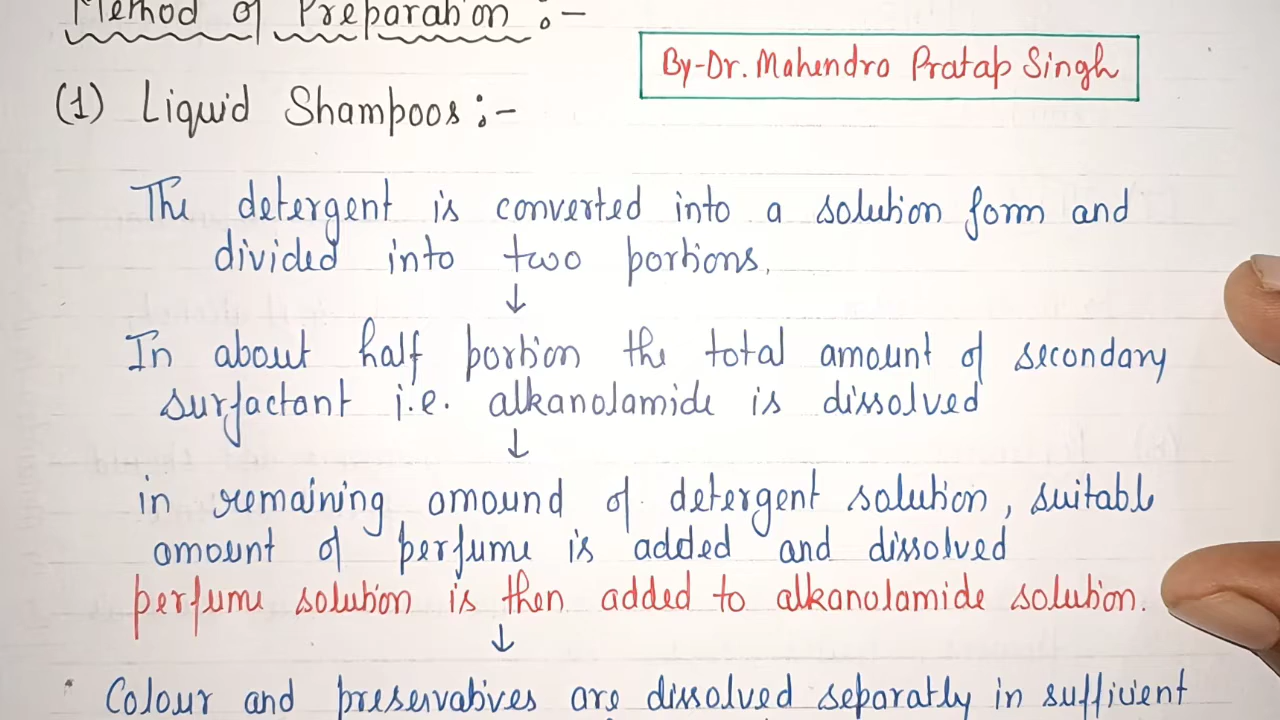 Method of Preparation :-
By-Dr. Mahendra Pratap Singh
(1) Liquid Shampoos :-
The detergent is converted into a solution form and
divided into two portions.
↓
In about half portion the total amount of secondary
surfactant i.e. alkanolamide is dissolved
↓
in remaining amound of detergent solution, suitable
amount of perfume is added and dissolved
perfume solution is then added to alkanolamide solution.
↓
Colour and preservatives are dissolved separatly in sufficient